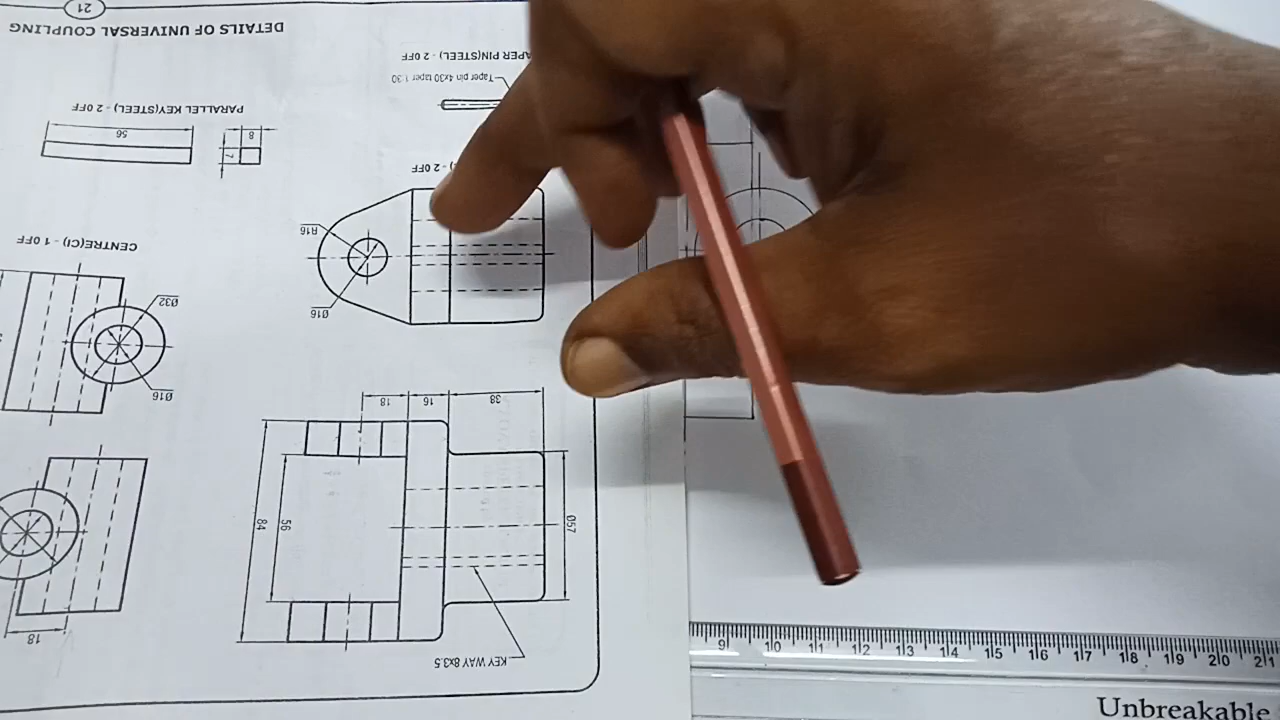 21
DETAILS OF UNIVERSAL COUPLING
APER PIN(STEEL) - 2 OFF
Taper pin 4x30 taper 1:30
PARALLEL KEY(STEEL) - 2 OFF
56
8
7
) - 2 OFF
CENTRE(CI) - 1 OFF
R16
Ø16
Ø32
Ø16
18
16
38
84
56
Ø57
18
KEY WAY 8x3.5
9 10 11 12 13 14 15 16 17 18 19 20 21
Unbreakable